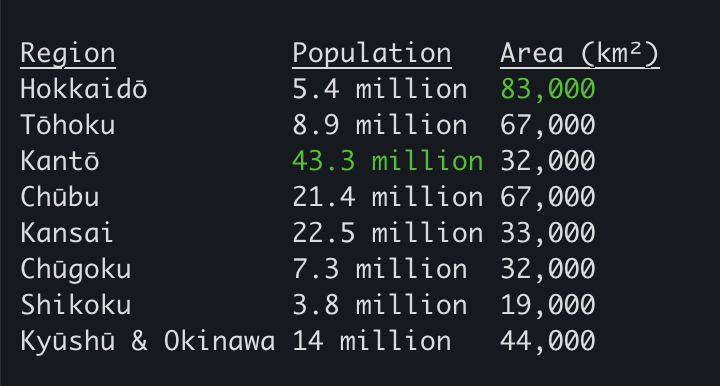 Region Population Area (km²)
Hokkaidō 5.4 million 83,000
Tōhoku 8.9 million 67,000
Kantō 43.3 million 32,000
Chūbu 21.4 million 67,000
Kansai 22.5 million 33,000
Chūgoku 7.3 million 32,000
Shikoku 3.8 million 19,000
Kyūshū & Okinawa 14 million 44,000